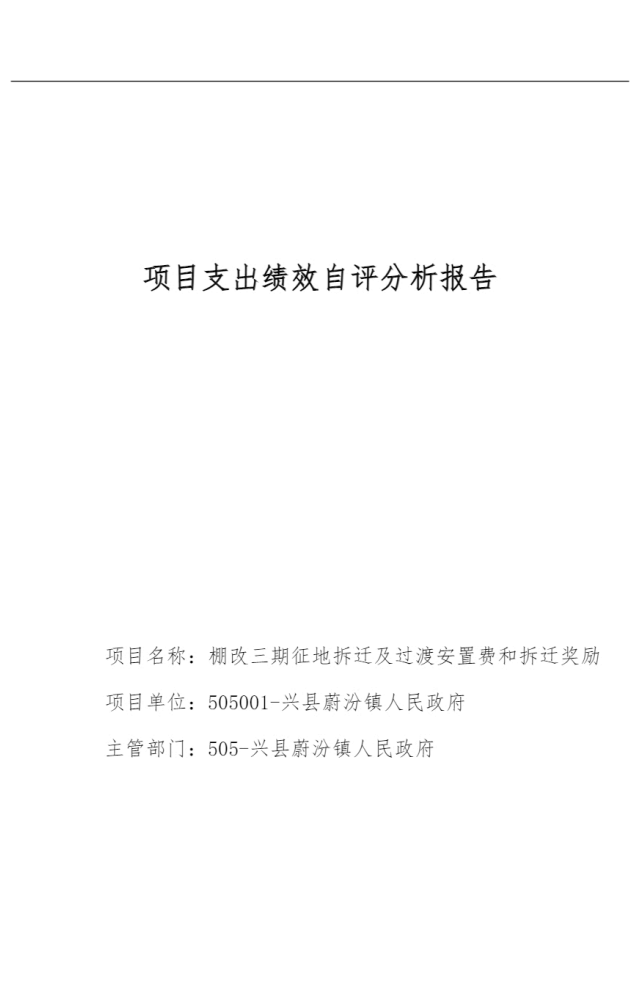 项目支出绩效自评分析报告
项目名称：棚改三期征地拆迁及过渡安置费和拆迁奖励
项目单位：505001-兴县蔚汾镇人民政府
主管部门：505-兴县蔚汾镇人民政府